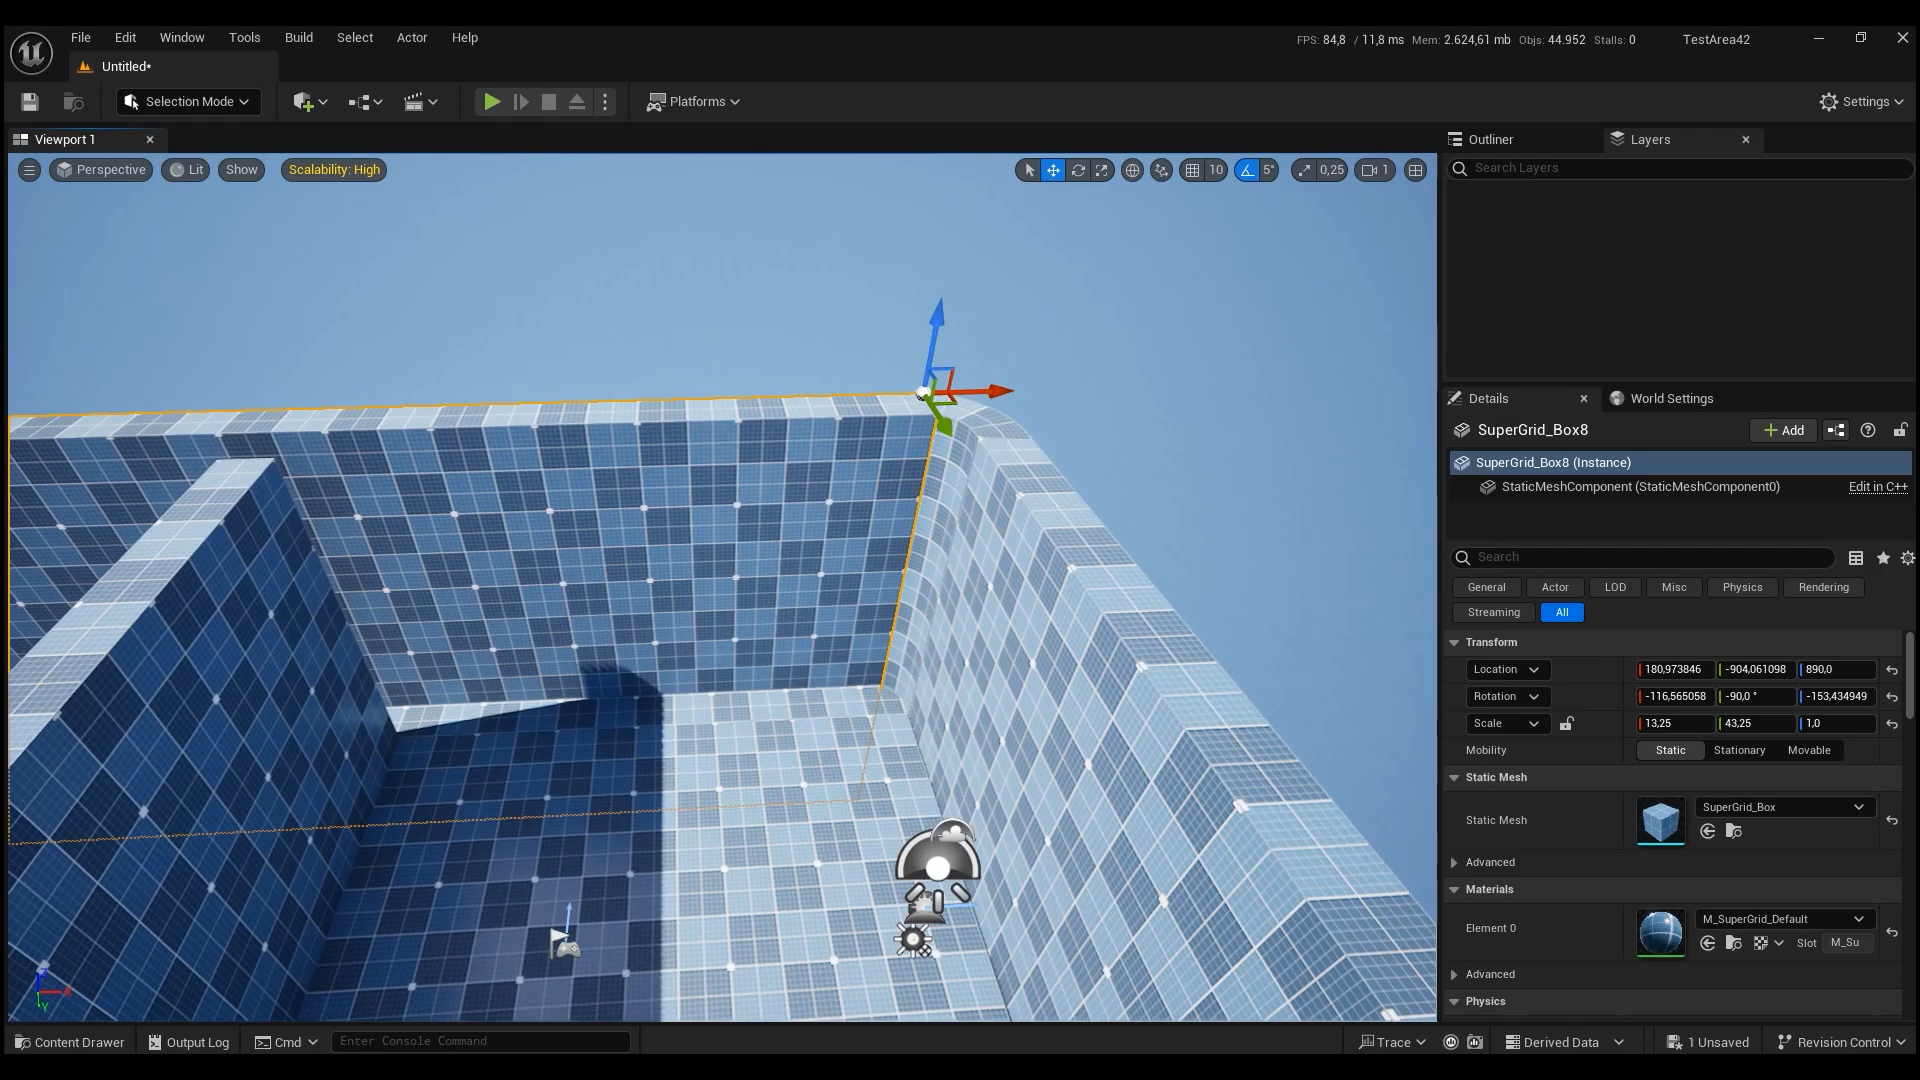 File Edit Window Tools Build Select Actor Help
FPS: 84,8 / 11,8 ms Mem: 2.624,61 mb Objs: 44.952 Stalls: 0 TestArea42
Untitled*
Selection Mode
Platforms
Settings
Viewport 1
Outliner
Layers
Perspective
Lit
Show
Scalability: High
10
5°
0,25
1
Search Layers
Details
World Settings
SuperGrid_Box8
Add
SuperGrid_Box8 (Instance)
StaticMeshComponent (StaticMeshComponent0)
Edit in C++
Search
General Actor LOD Misc Physics Rendering
Streaming All
Transform
Location 180,973846 -904,061098 890,0
Rotation -116,565058 -90,0 ° -153,434949
Scale 13,25 43,25 1,0
Mobility Static Stationary Movable
Static Mesh
SuperGrid_Box
Static Mesh
Advanced
Materials
M_SuperGrid_Default
Element 0
Slot M_Su
Advanced
Physics
Y
Content Drawer
Output Log
Cmd
Enter Console Command
Trace
Derived Data
1 Unsaved
Revision Control